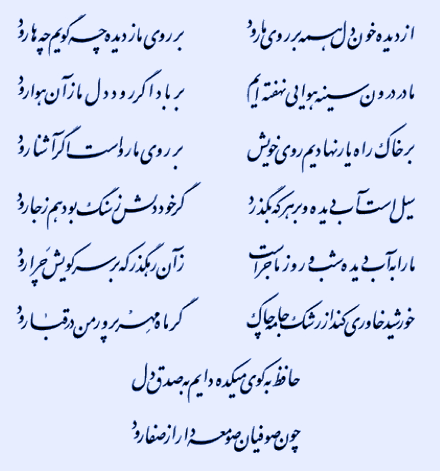 از دیده خون دل همه بر روی ما رود بر روی ما ز دیده چه گویم چه ها رود
ما در درون سینه هوایی نهفته ایم بر باد اگر رود دل ما ز آن هوا رود
بر خاک راه یار نهادیم روی خویش بر روی ما رواست اگر آشنا رود
سیل است آب دیده و بر هر که بگذرد گر خود دلش ز سنگ بود هم ز جا رود
ما را به آب دیده شب و روز ماجراست ز آن رهگذر که بر سر کویش چرا رود
خورشید خاوری کند از رشک جامه چاک گر ماه مهرپرور من در قبا رود
حافظ به کوی میکده دایم به صدق دل
چون صوفیان صومعه دار از صفا رود